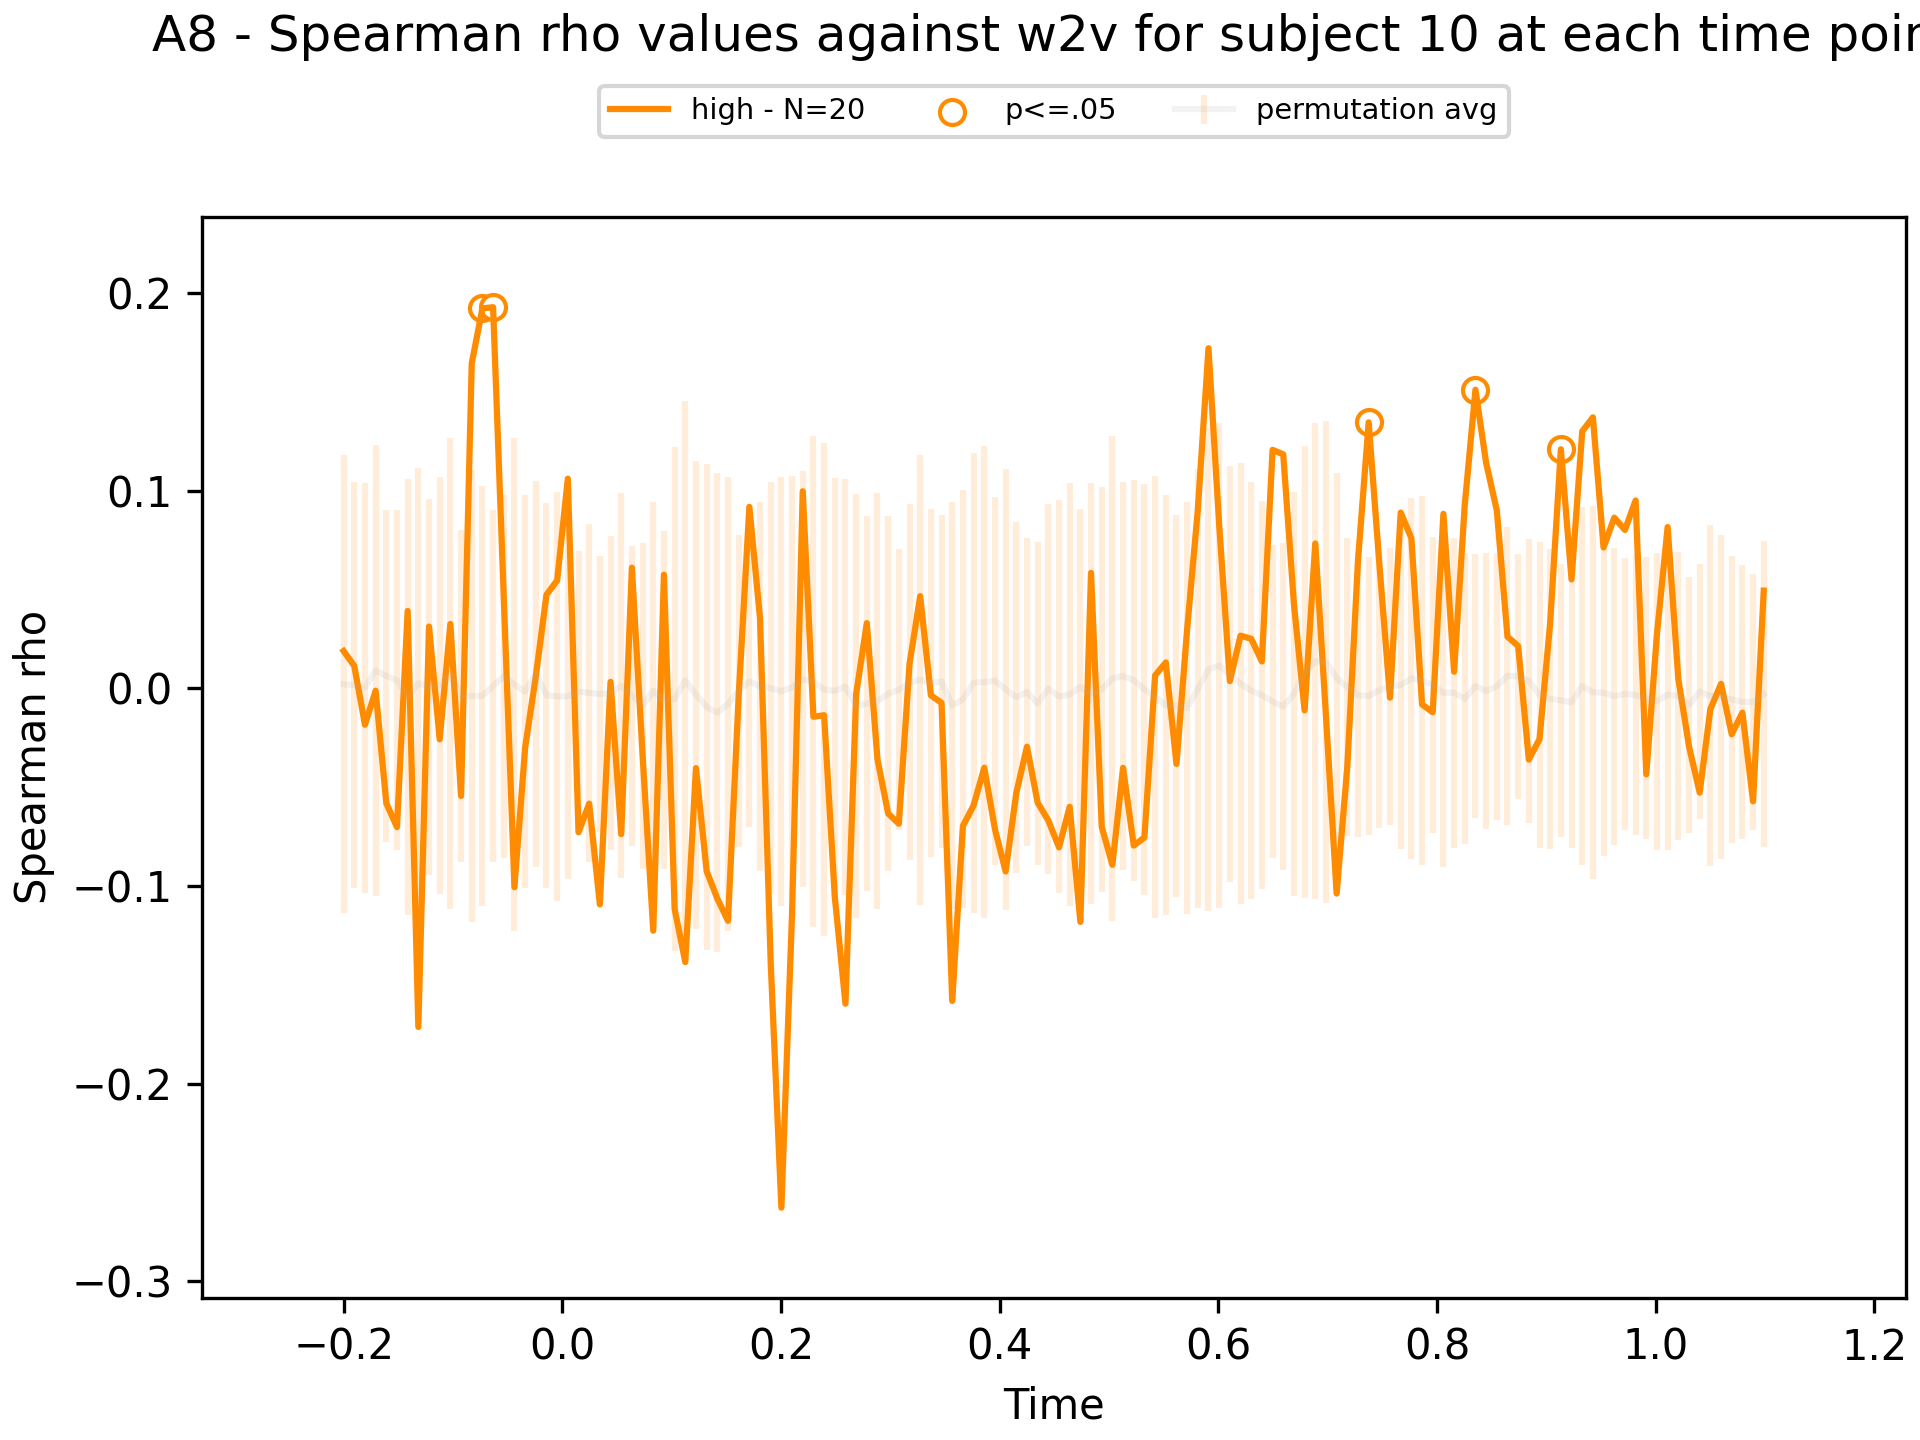 A8 - Spearman rho values against w2v for subject 10 at each time
high - N=20 p<=.05 permutation avg
Spearman rho
0.2
0.1
0.0
−0.1
−0.2
−0.3
−0.2 0.0 0.2 0.4 0.6 0.8 1.0 1.2
Time